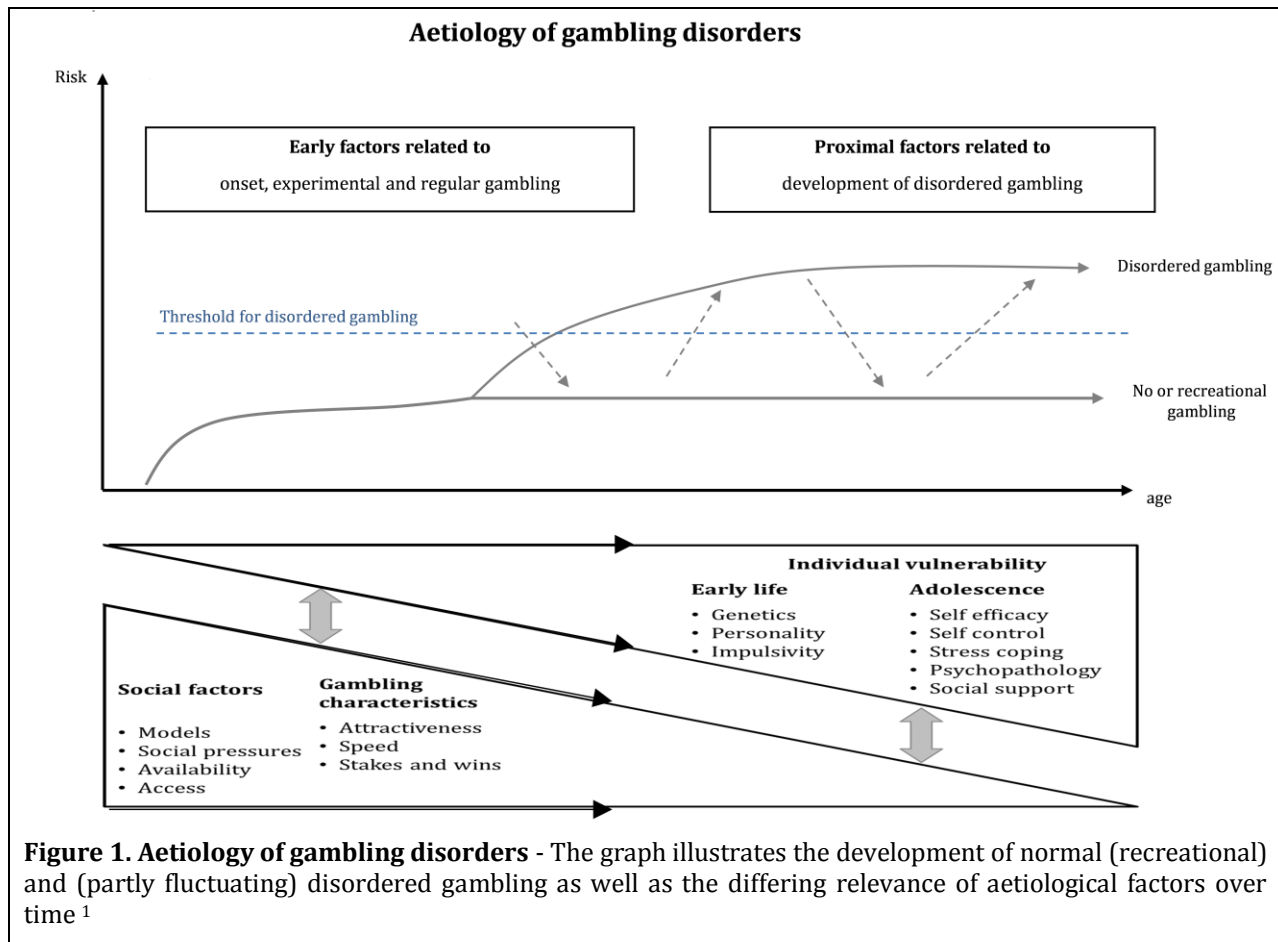 Aetiology of gambling disorders
Risk
Early factors related to
onset, experimental and regular gambling
Proximal factors related to
development of disordered gambling
Disordered gambling
Threshold for disordered gambling
No or recreational
gambling
age
Individual vulnerability
Early life
• Genetics
• Personality
• Impulsivity
Adolescence
• Self efficacy
• Self control
• Stress coping
• Psychopathology
• Social support
Social factors
• Models
• Social pressures
• Availability
• Access
Gambling
characteristics
• Attractiveness
• Speed
• Stakes and wins
Figure 1. Aetiology of gambling disorders - The graph illustrates the development of normal (recreational)
and (partly fluctuating) disordered gambling as well as the differing relevance of aetiological factors over
time 1